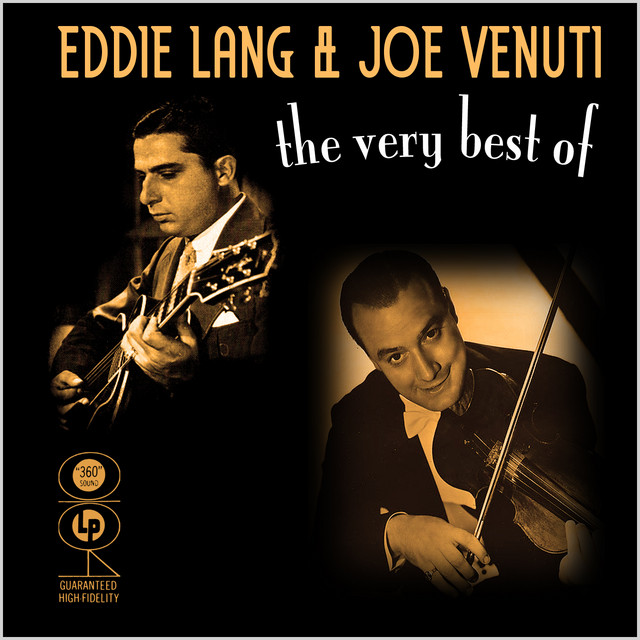 EDDIE LANG & JOE VENUTI
the very best of
"360"
SOUND
LP
GUARANTEED
HIGH-FIDELITY